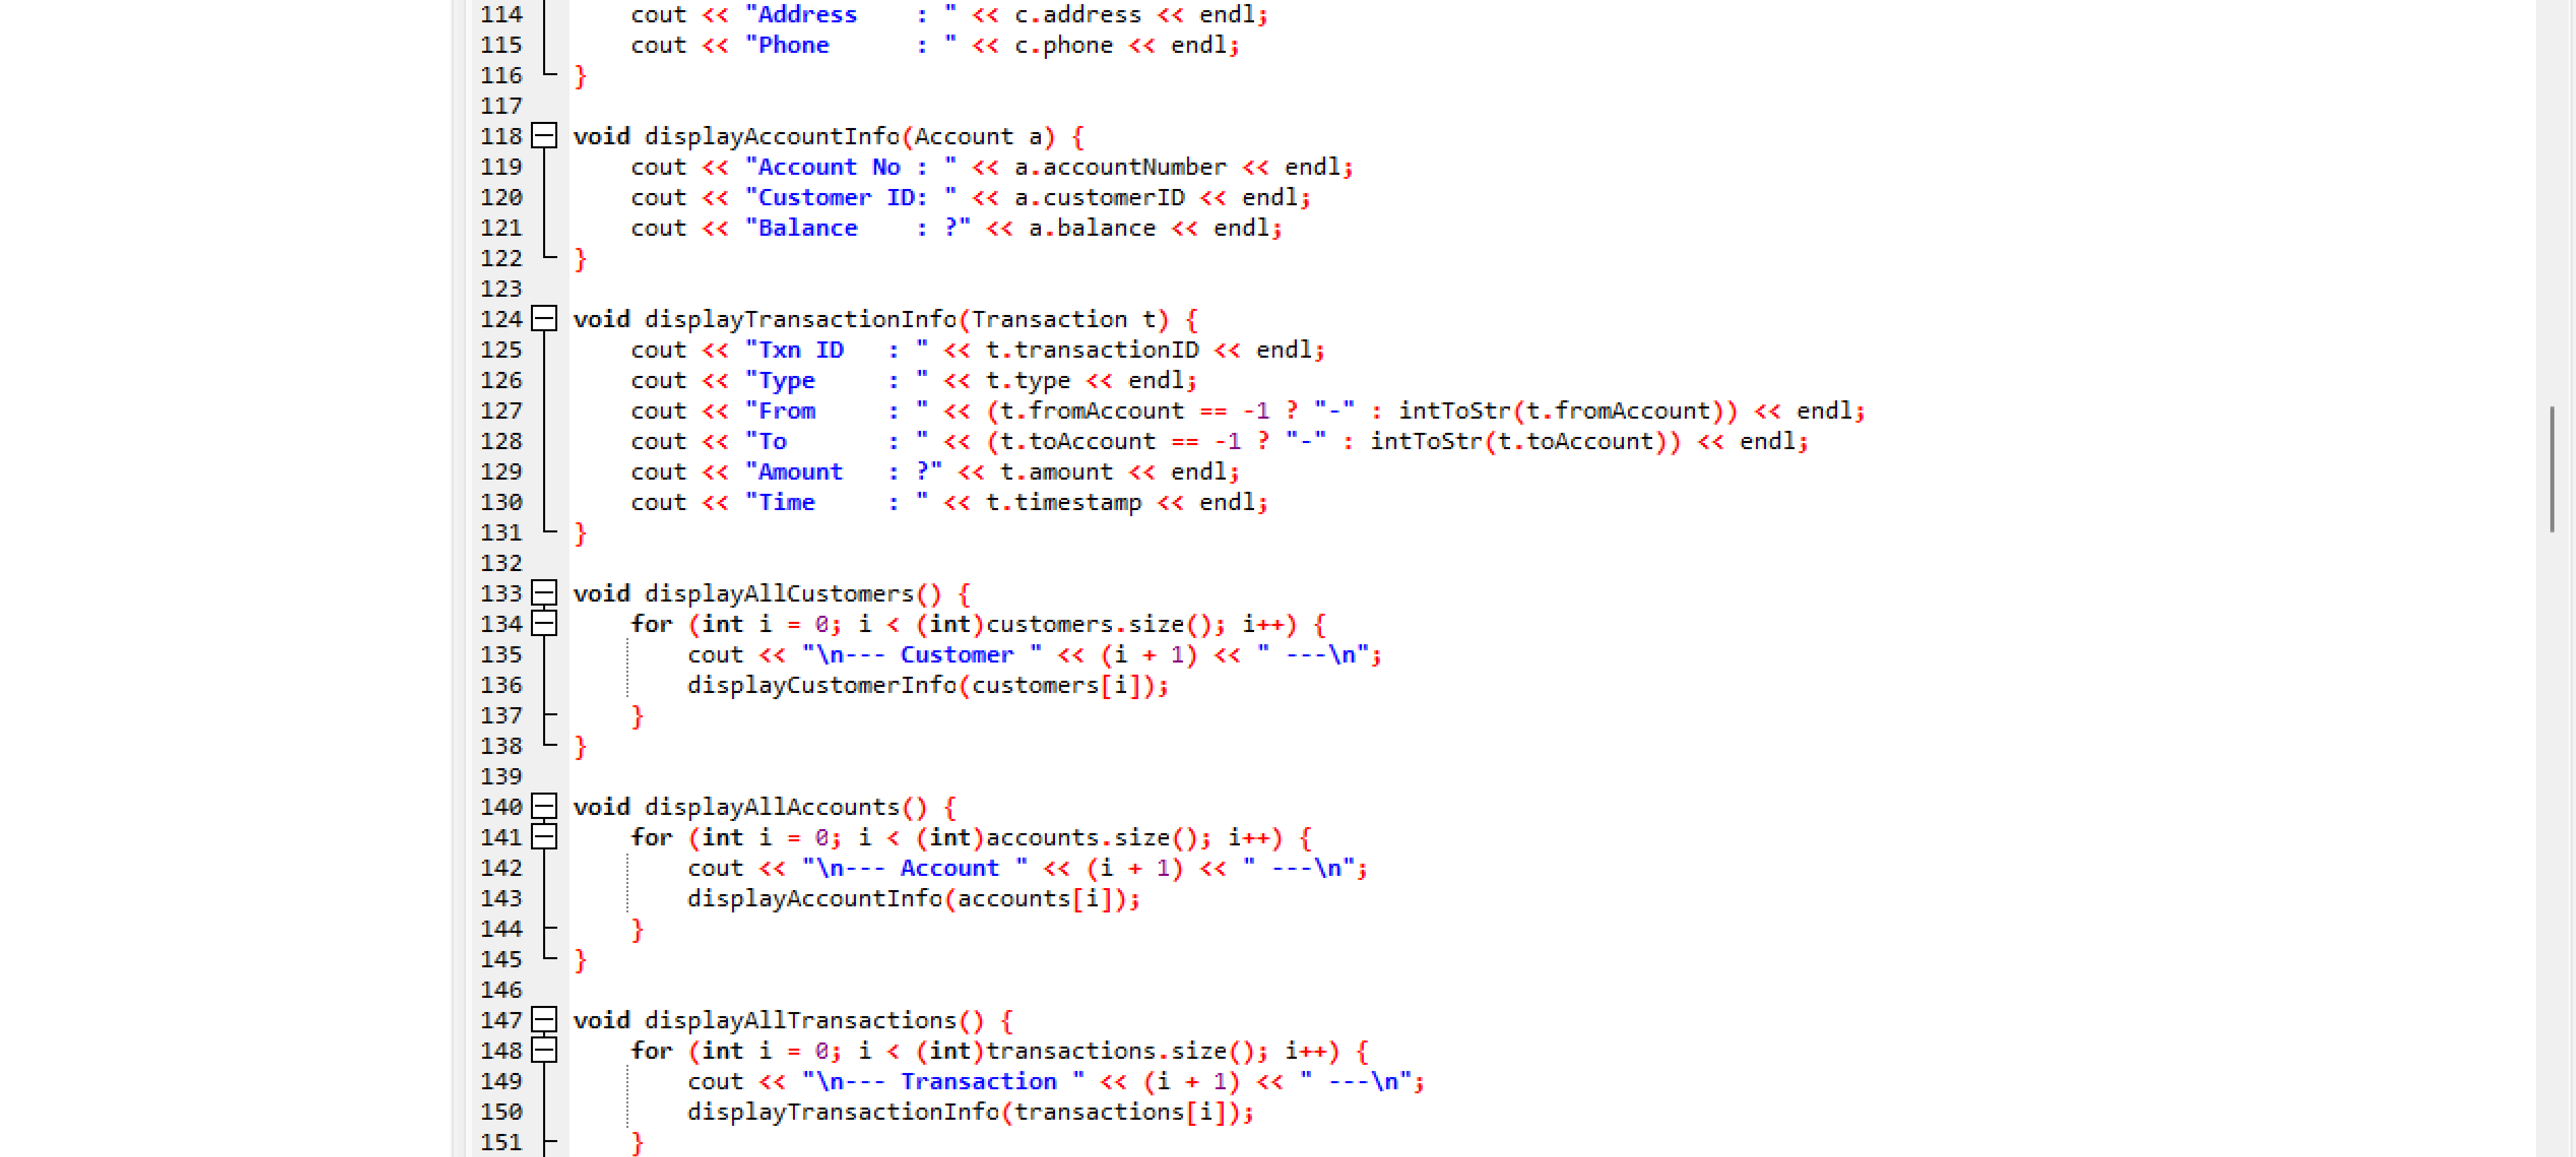 114     cout << "Address    : " << c.address << endl;
115     cout << "Phone      : " << c.phone << endl;
116 }
117
118 void displayAccountInfo(Account a) {
119     cout << "Account No : " << a.accountNumber << endl;
120     cout << "Customer ID: " << a.customerID << endl;
121     cout << "Balance    : ?" << a.balance << endl;
122 }
123
124 void displayTransactionInfo(Transaction t) {
125     cout << "Txn ID   : " << t.transactionID << endl;
126     cout << "Type     : " << t.type << endl;
127     cout << "From     : " << (t.fromAccount == -1 ? "-" : intToStr(t.fromAccount)) << endl;
128     cout << "To       : " << (t.toAccount == -1 ? "-" : intToStr(t.toAccount)) << endl;
129     cout << "Amount   : ?" << t.amount << endl;
130     cout << "Time     : " << t.timestamp << endl;
131 }
132
133 void displayAllCustomers() {
134     for (int i = 0; i < (int)customers.size(); i++) {
135         cout << "\n--- Customer " << (i + 1) << " ---\n";
136         displayCustomerInfo(customers[i]);
137     }
138 }
139
140 void displayAllAccounts() {
141     for (int i = 0; i < (int)accounts.size(); i++) {
142         cout << "\n--- Account " << (i + 1) << " ---\n";
143         displayAccountInfo(accounts[i]);
144     }
145 }
146
147 void displayAllTransactions() {
148     for (int i = 0; i < (int)transactions.size(); i++) {
149         cout << "\n--- Transaction " << (i + 1) << " ---\n";
150         displayTransactionInfo(transactions[i]);
151     }